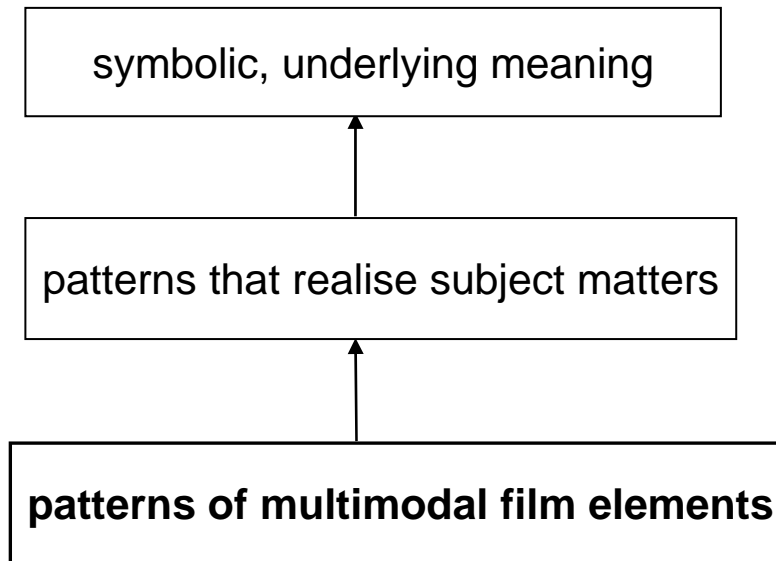 symbolic, underlying meaning
patterns that realise subject matters
patterns of multimodal film elements